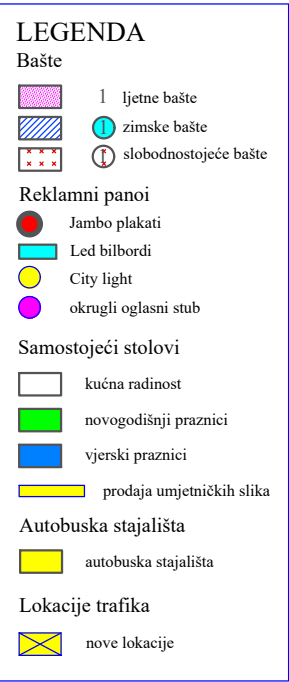 LEGENDA
Bašte
1 ljetne bašte
1 zimske bašte
1 slobodnostojeće bašte
Reklamni panoi
Jambo plakati
Led bilbordi
City light
okrugli oglasni stub
Samostojeći stolovi
kućna radinost
novogodišnji praznici
vjerski praznici
prodaja umjetničkih slika
Autobuska stajališta
autobuska stajališta
Lokacije trafika
nove lokacije